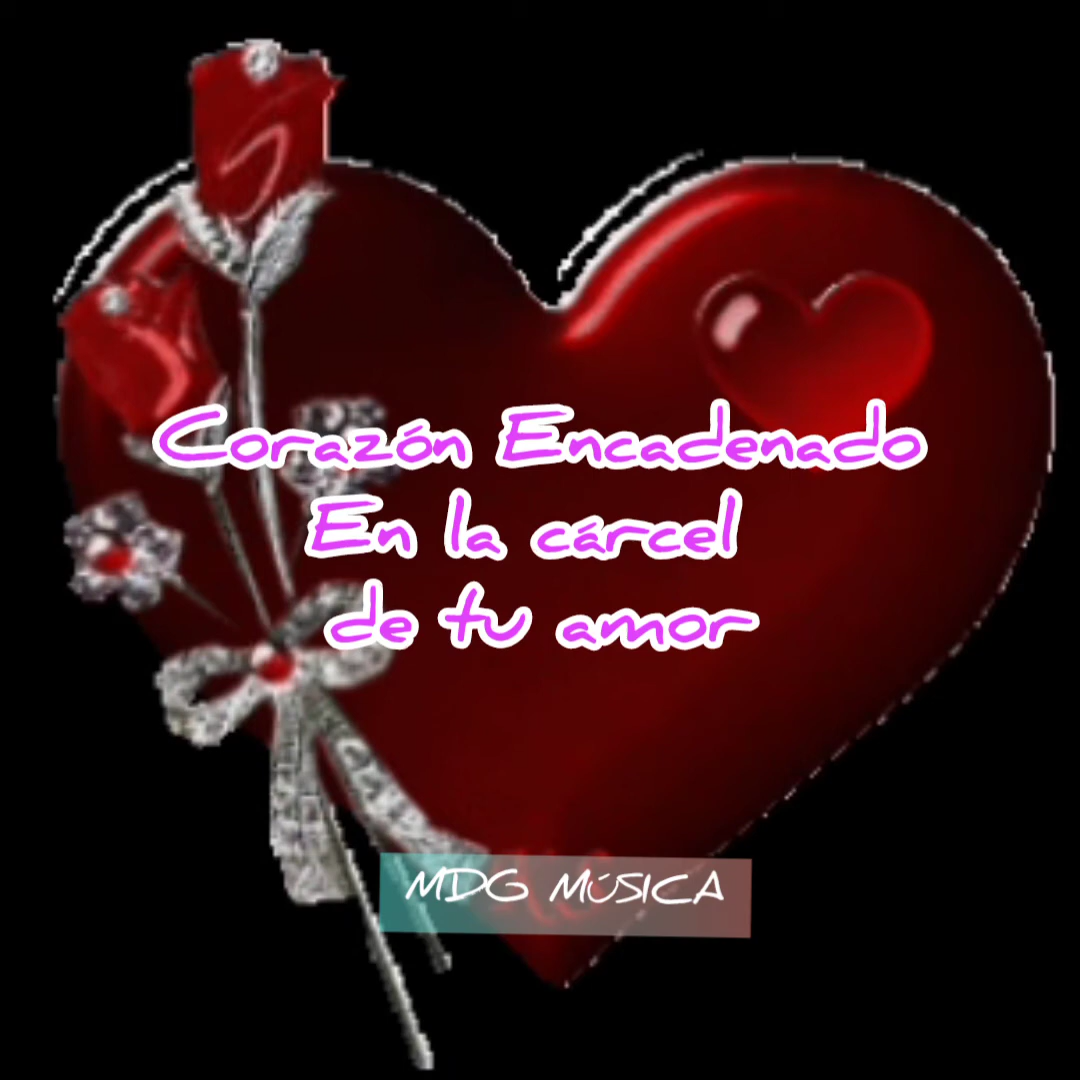 Corazón Encadenado
En la cárcel
de tu amor
MDG MÚSICA